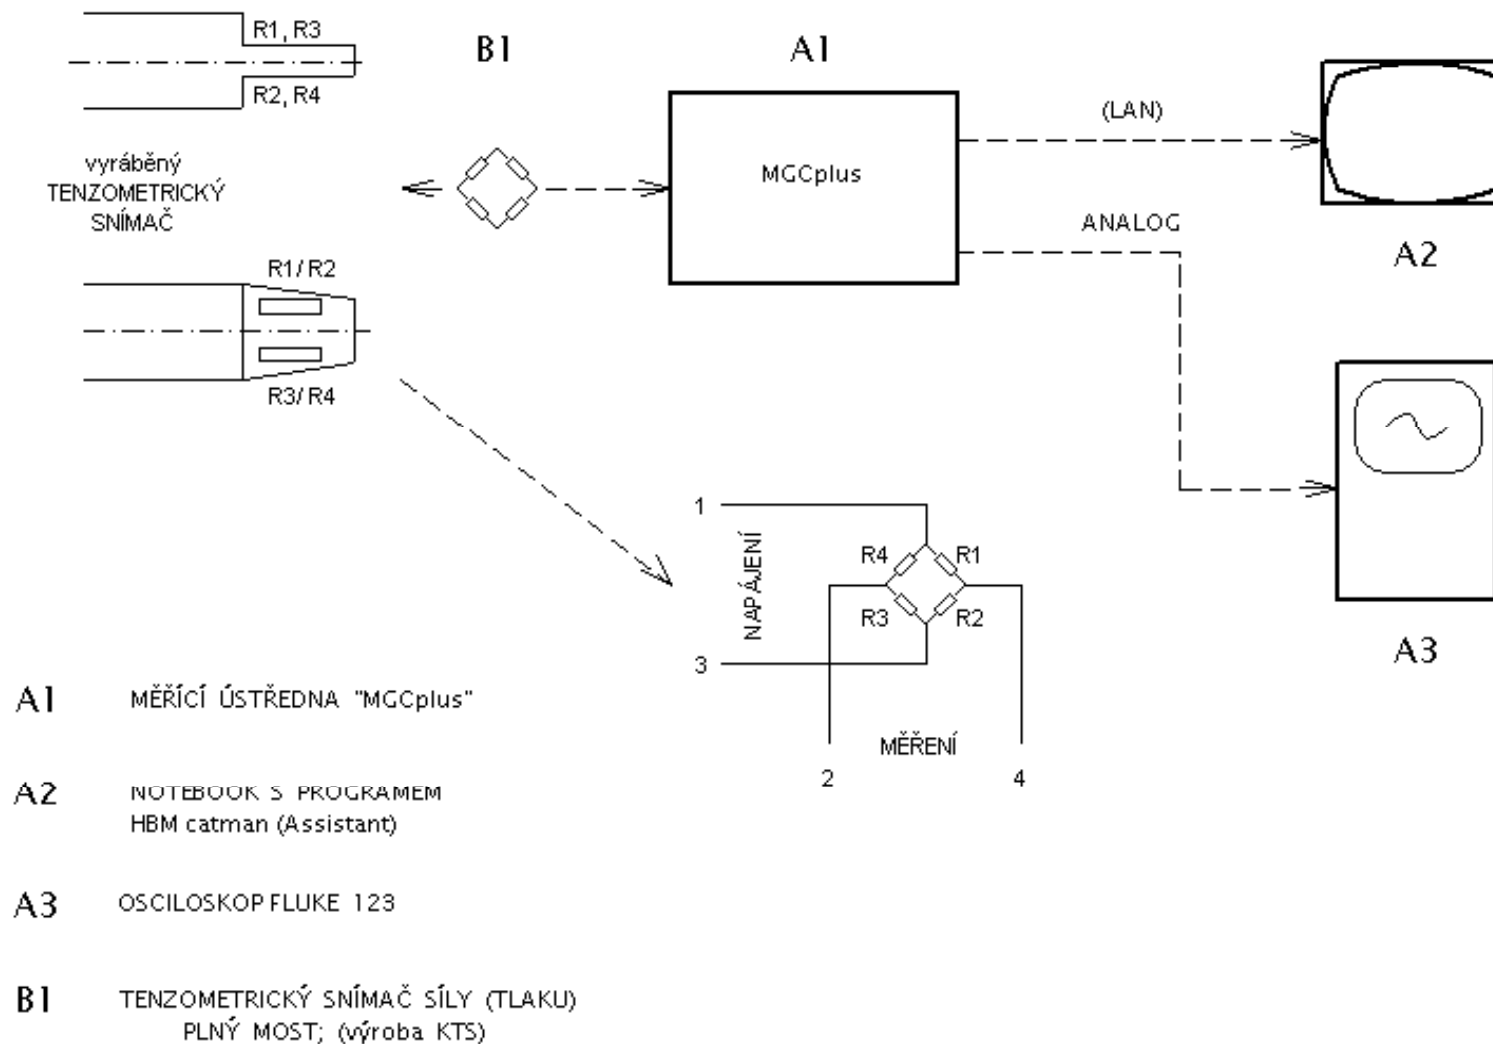 R1, R3
R2, R4
B1
A1
(LAN)
MGCplus
vyráběný
TENZOMETRICKÝ
SNÍMAČ
ANALOG
A2
R1/R2
R3/R4
1
NAPÁJENÍ
R4
R1
R3
R2
3
A3
MĚŘENÍ
2
4
A1 MĚŘÍCÍ ÚSTŘEDNA "MGCplus"
A2 NOTEBOOK S PROGRAMEM
HBM catman (Assistant)
A3 OSCILOSKOP FLUKE 123
B1 TENZOMETRICKÝ SNÍMAČ SÍLY (TLAKU)
PLNÝ MOST; (výroba KTS)